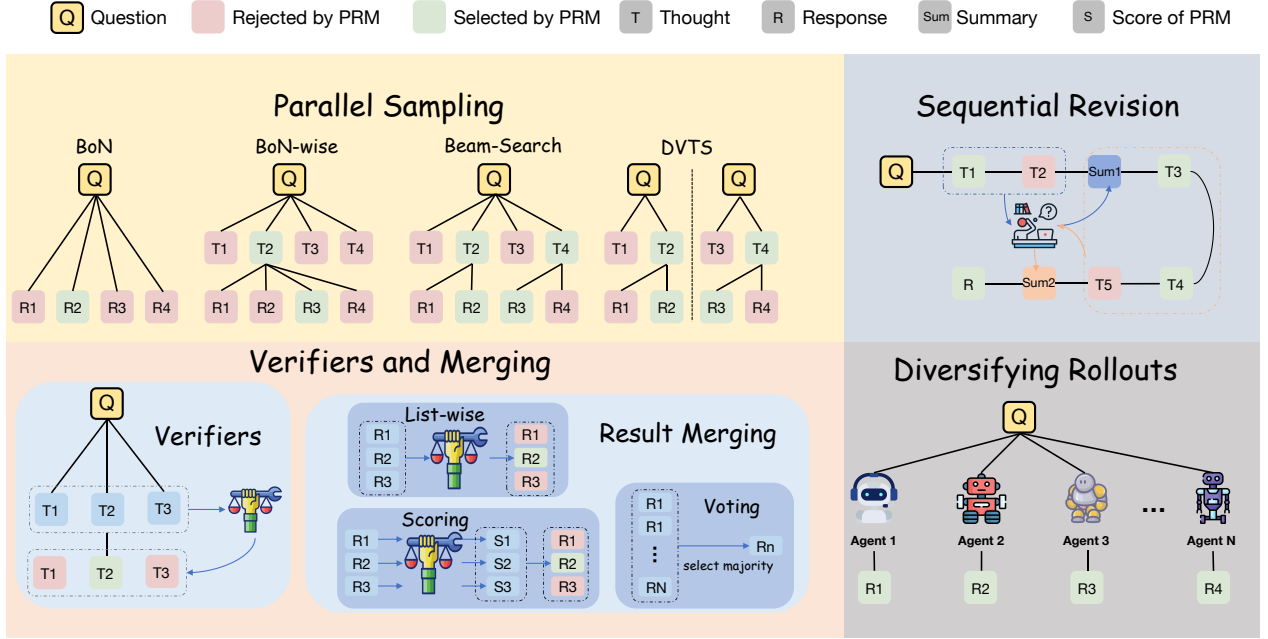 Q Question Rejected by PRM Selected by PRM T Thought R Response Sum Summary S Score of PRM
Parallel Sampling
BoN BoN-wise Beam-Search DVTS
Q Q Q Q Q
T1 T2 T3 T4 T1 T2 T3 T4 T1 T2 T3 T4
R1 R2 R3 R4 R1 R2 R3 R4 R1 R2 R3 R4 R1 R2 R3 R4
Sequential Revision
Q T1 T2 Sum1 T3
?
R Sum2 T5 T4
Verifiers and Merging
Q
Verifiers
T1 T2 T3
T1 T2 T3
Result Merging
List-wise
R1 R1
R2 R2
R3 R3
Scoring
R1 S1 R1
R2 S2 R2
R3 S3 R3
Voting
R1
R1
⋮
RN
Rn
select majority
Diversifying Rollouts
Q
...
Agent 1 Agent 2 Agent 3 Agent N
R1 R2 R3 R4